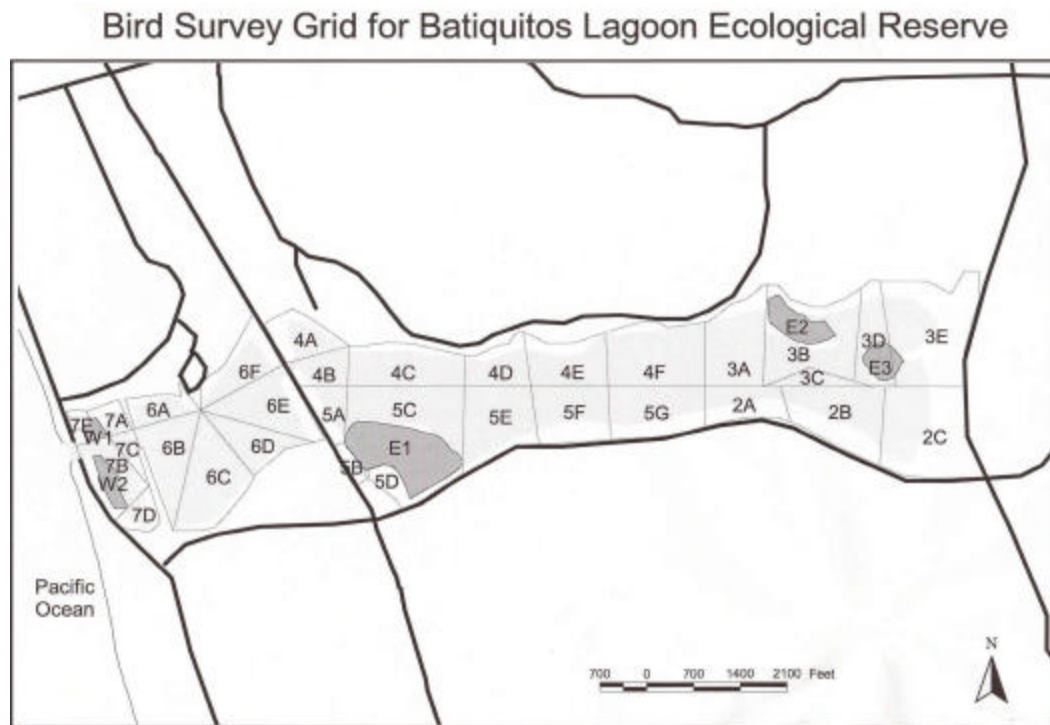 Bird Survey Grid for Batiquitos Lagoon Ecological Reserve
4A
E2
3E
3D
3B
E3
6F
4B
4C
4D
4E
4F
3A
3C
6A
6E
5A
5C
5E
5F
5G
2A
2B
7E
7A
W1
6B
6D
E1
2C
7C
7B
W2
6C
5B
5D
7D
Pacific
Ocean
N
700 0 700 1400 2100 Feet